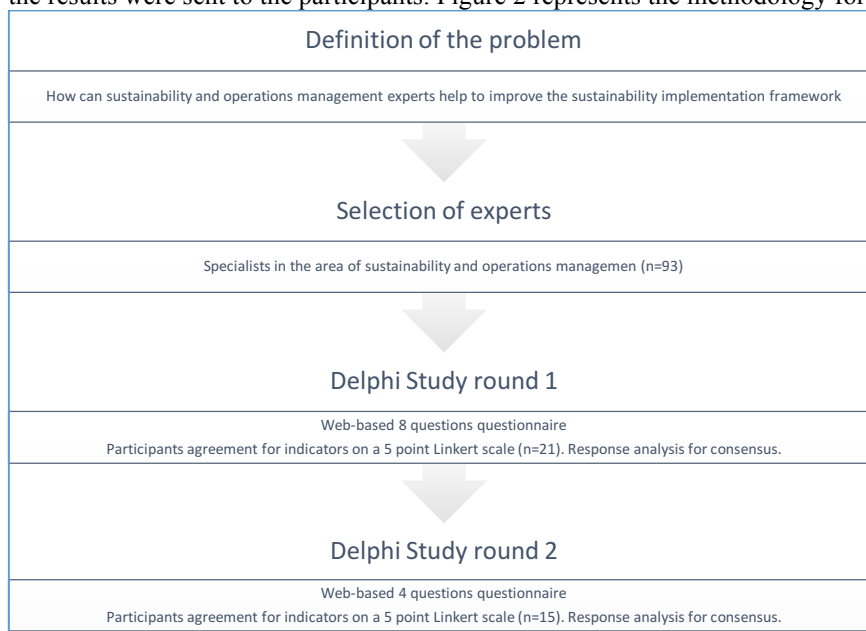 the results were sent to the participants. Figure 2 represents the methodology for
Definition of the problem
How can sustainability and operations management experts help to improve the sustainability implementation framework
Selection of experts
Specialists in the area of sustainability and operations managemen (n=93)
Delphi Study round 1
Web-based 8 questions questionnaire
Participants agreement for indicators on a 5 point Linkert scale (n=21). Response analysis for consensus.
Delphi Study round 2
Web-based 4 questions questionnaire
Participants agreement for indicators on a 5 point Linkert scale (n=15). Response analysis for consensus.